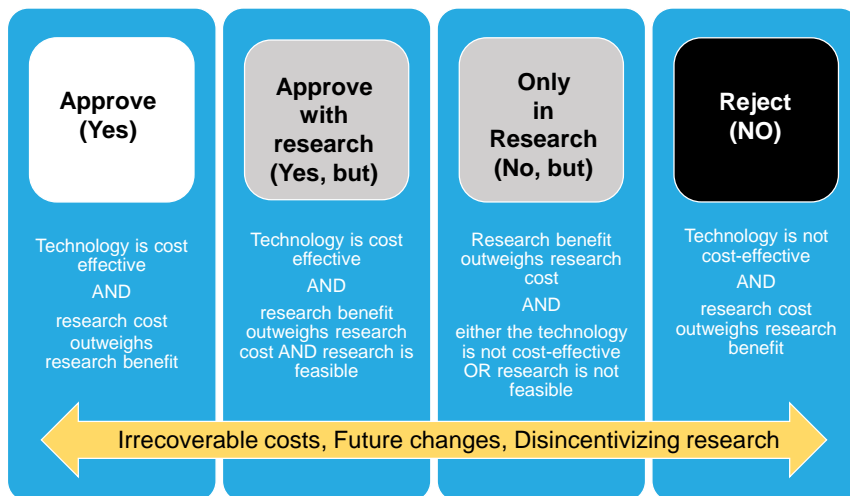 Approve
(Yes)
Technology is cost
effective
AND
research cost
outweighs
research benefit
Approve
with
research
(Yes, but)
Technology is cost
effective
AND
research benefit
outweighs research
cost AND research is
feasible
Only
in
Research
(No, but)
Research benefit
outweighs research
cost
AND
either the technology
is not cost-effective
OR research is not
feasible
Reject
(NO)
Technology is not
cost-effective
AND
research cost
outweighs research
benefit
Irrecoverable costs, Future changes, Disincentivizing research